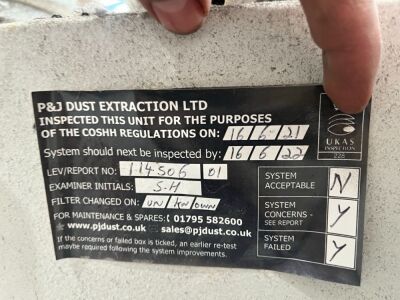 P&J DUST EXTRACTION LTD
INSPECTED THIS UNIT FOR THE PURPOSES
OF THE COSHH REGULATIONS ON: 16/6/21
System should next be inspected by: 16/6/22
LEV/REPORT NO: 114506 01
EXAMINER INITIALS: S-H
FILTER CHANGED ON: UN/KN/OWN
FOR MAINTENANCE & SPARES: ( 01795 582600
★ www.pjdust.co.uk ★ sales@pjdust.co.uk
If the concerns or failed box is ticked, an earlier re-test
maybe required following the system improvements.
UKAS
INSPECTION
SYSTEM
ACCEPTABLE N
SYSTEM
CONCERNS - Y
SEE REPORT
SYSTEM
FAILED Y